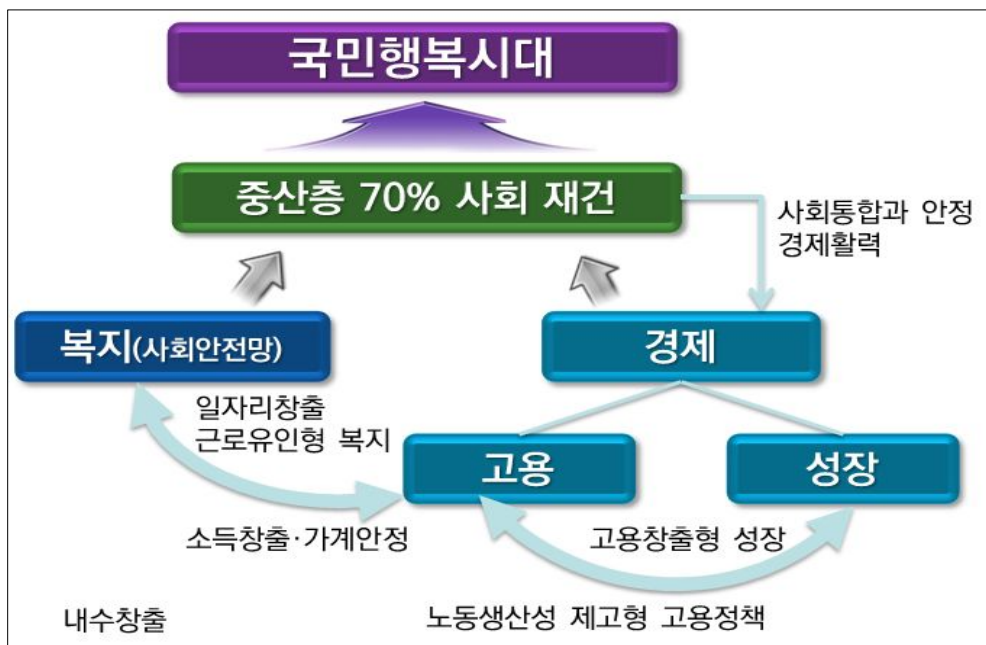 국민행복시대
중산층 70% 사회 재건
사회통합과 안정
경제활력
복지(사회안전망)
경제
일자리창출
근로유인형 복지
고용
성장
소득창출·가계안정
고용창출형 성장
내수창출
노동생산성 제고형 고용정책